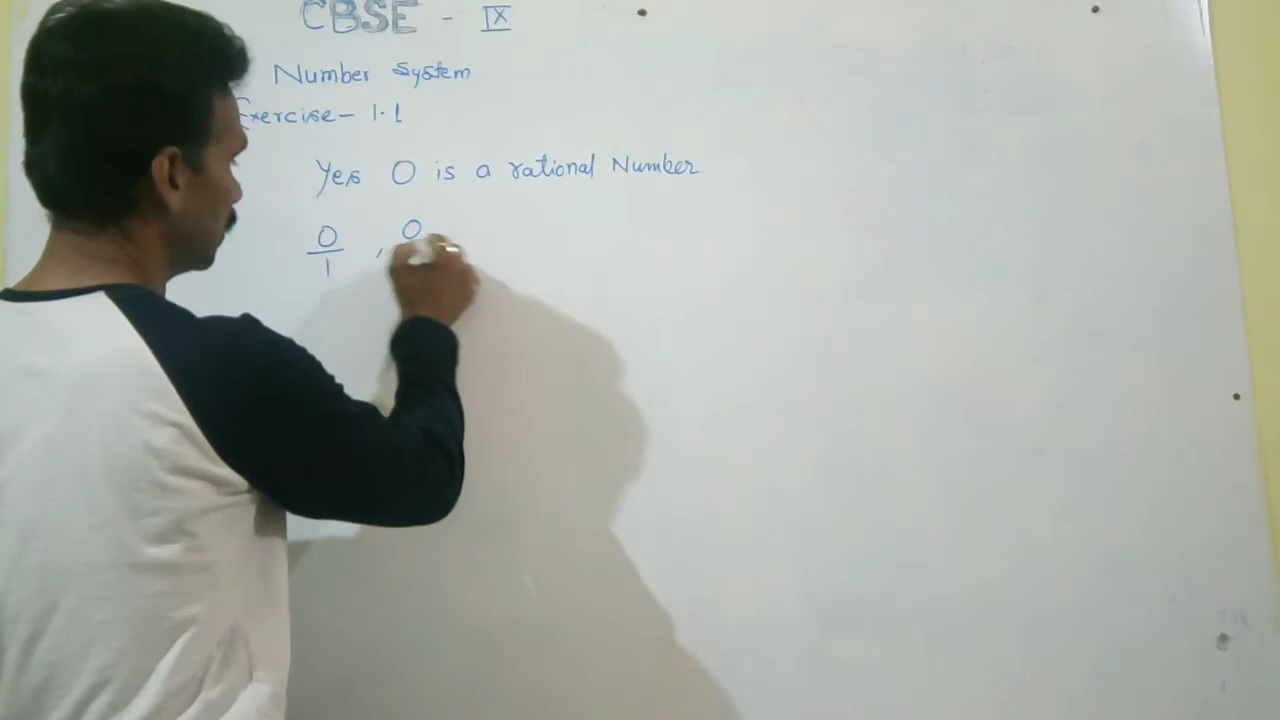 CBSE - IX
Number System
Exercise - 1.1
Yes 0 is a rational Number
0/1 , 0